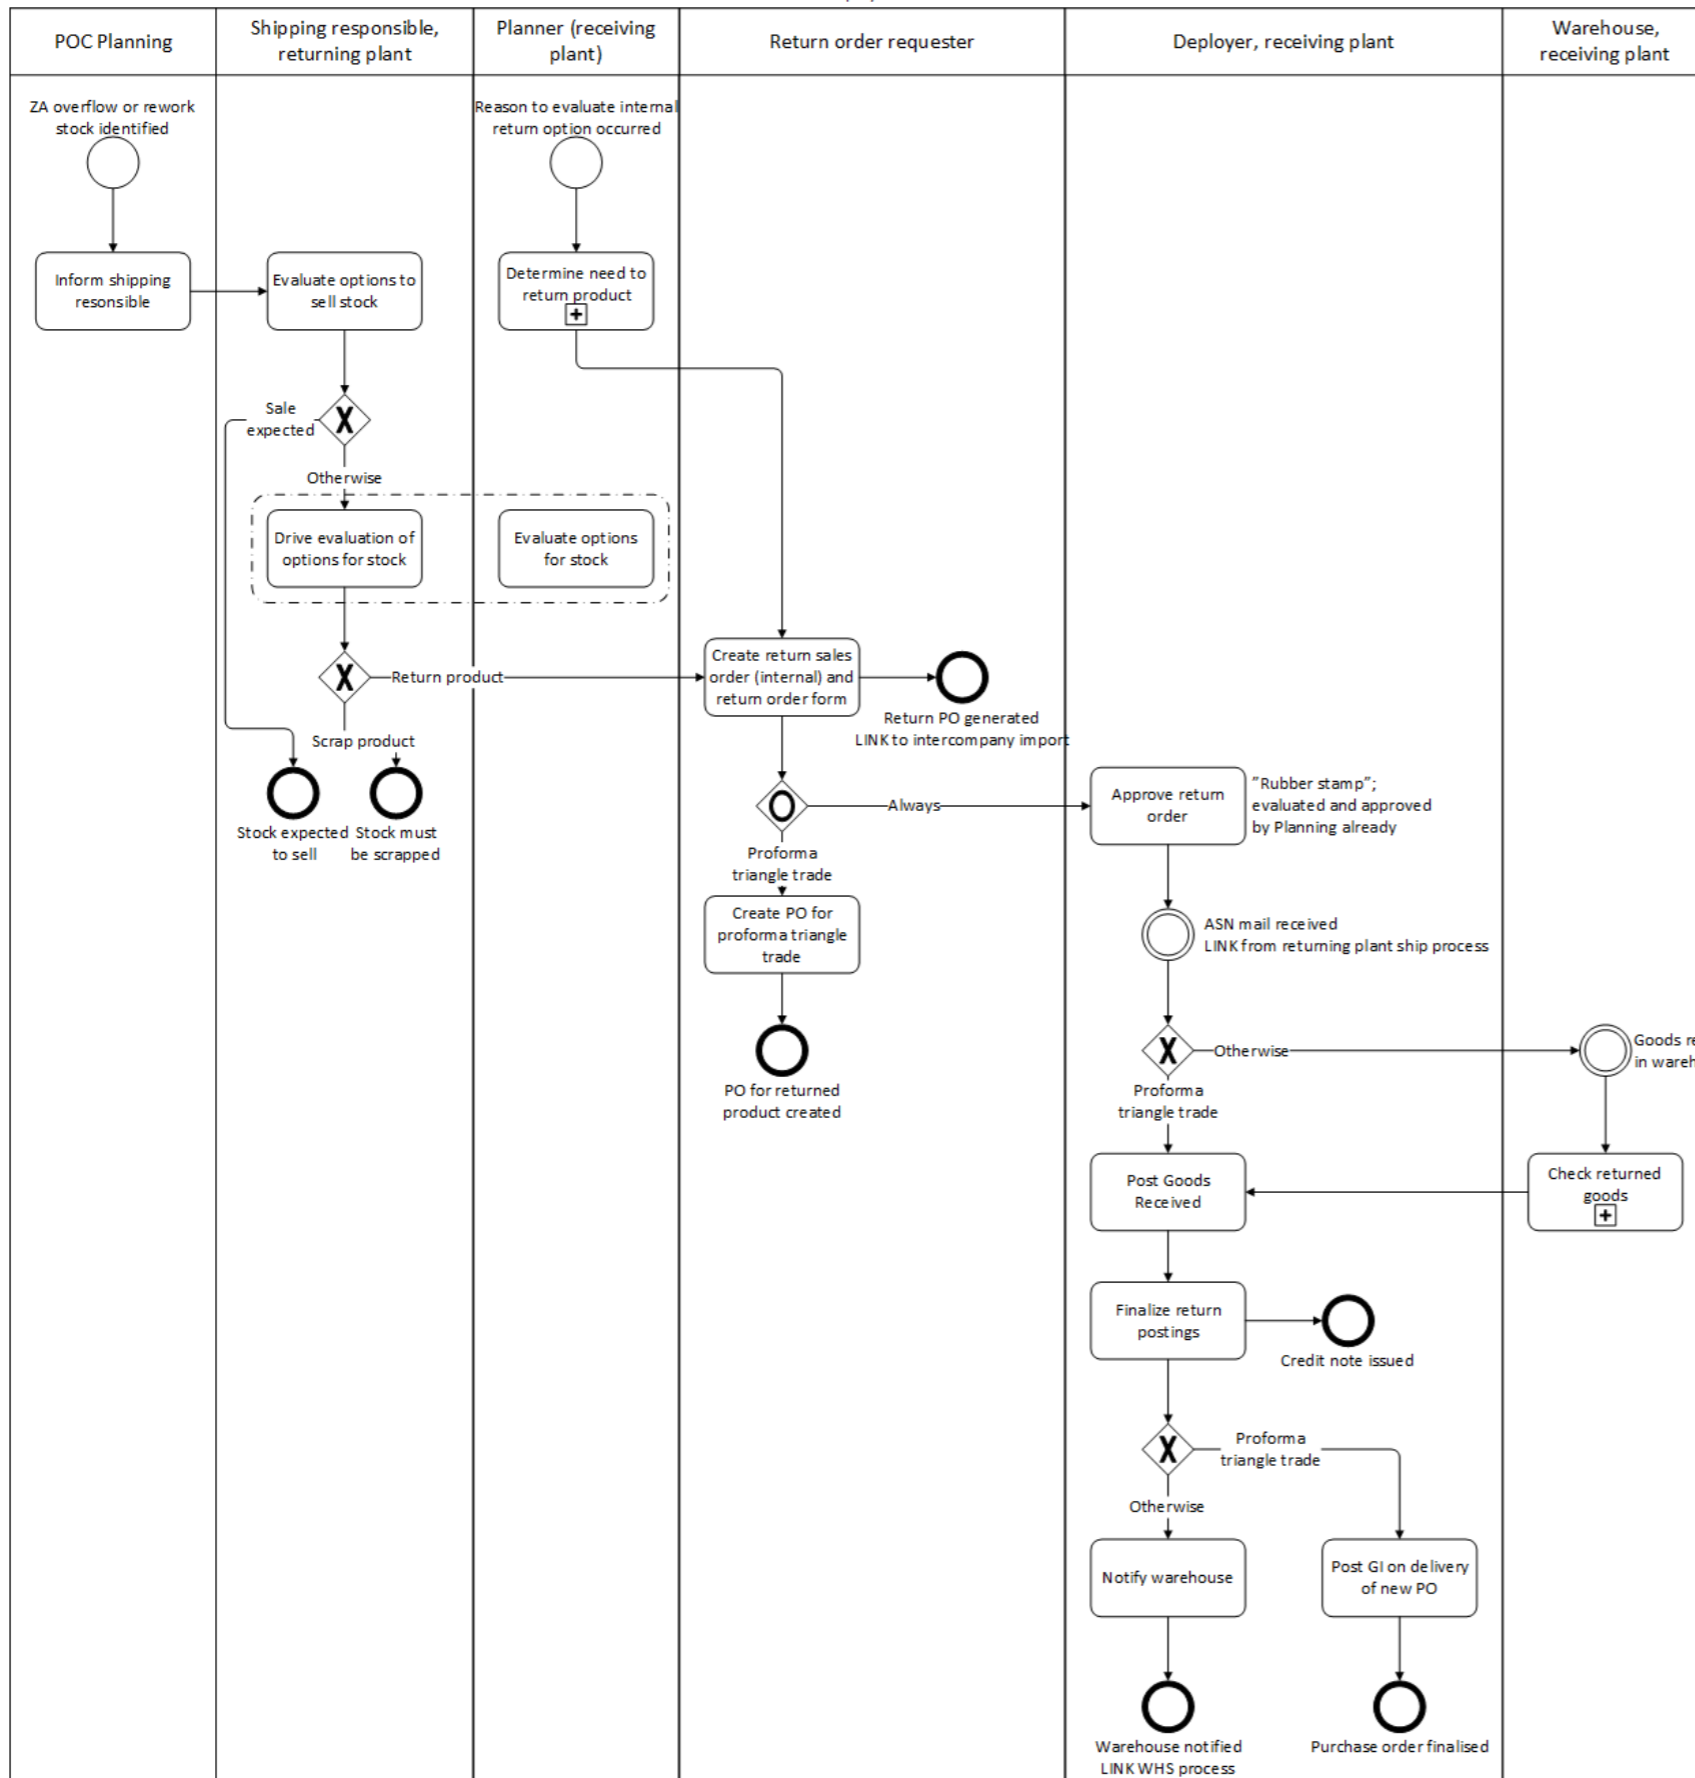 POC Planning
Shipping responsible,
returning plant
Planner (receiving
plant)
Return order requester
Deployer, receiving plant
Warehouse,
receiving plant
ZA overflow or rework
stock identified
Reason to evaluate internal
return option occurred
Inform shipping
resonsible
Evaluate options to
sell stock
Determine need to
return product
Sale
expected
Otherwise
Drive evaluation of
options for stock
Evaluate options
for stock
Return product
Create return sales
order (internal) and
return order form
Return PO generated
LINK to intercompany import
Scrap product
Stock expected
to sell
Stock must
be scrapped
Always
Approve return
order
"Rubber stamp";
evaluated and approved
by Planning already
Proforma
triangle trade
Create PO for
proforma triangle
trade
ASN mail received
LINK from returning plant ship process
PO for returned
product created
Otherwise
Goods
in
Proforma
triangle trade
Post Goods
Received
Check returned
goods
Finalize return
postings
Credit note issued
Proforma
triangle trade
Otherwise
Notify warehouse
Post GI on delivery
of new PO
Warehouse notified
LINK WHS process
Purchase order finalised